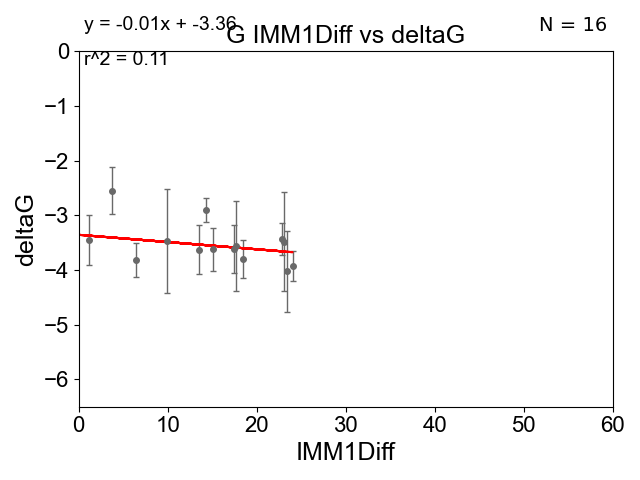 y = -0.01x + -3.36
N = 16
G IMM1Diff vs deltaG
r^2 = 0.11
0
−1
−2
−3
−4
−5
−6
deltaG
0 10 20 30 40 50 60
IMM1Diff